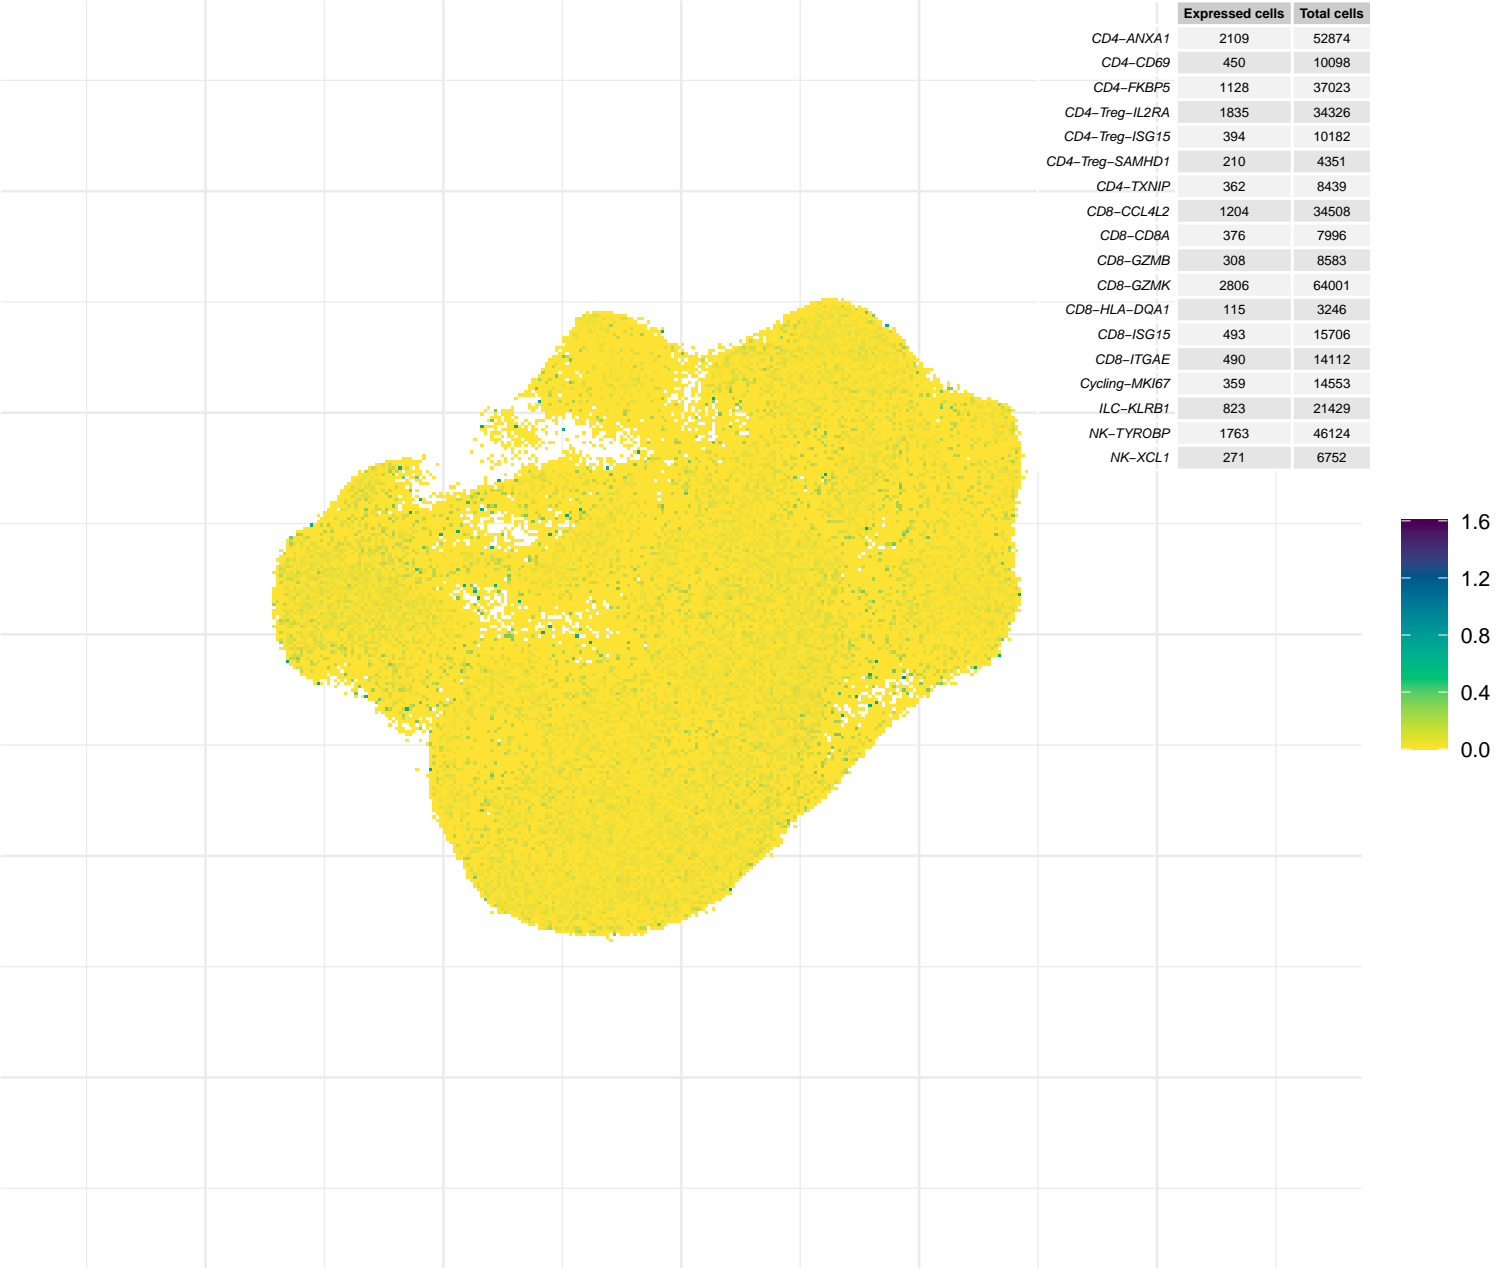 Expressed cells Total cells
CD4−ANXA1 2109 52874
CD4−CD69 450 10098
CD4−FKBP5 1128 37023
CD4−Treg−IL2RA 1835 34326
CD4−Treg−ISG15 394 10182
CD4−Treg−SAMHD1 210 4351
CD4−TXNIP 362 8439
CD8−CCL4L2 1204 34508
CD8−CD8A 376 7996
CD8−GZMB 308 8583
CD8−GZMK 2806 64001
CD8−HLA−DQA1 115 3246
CD8−ISG15 493 15706
CD8−ITGAE 490 14112
Cycling−MKI67 359 14553
ILC−KLRB1 823 21429
NK−TYROBP 1763 46124
NK−XCL1 271 6752
1.6
1.2
0.8
0.4
0.0